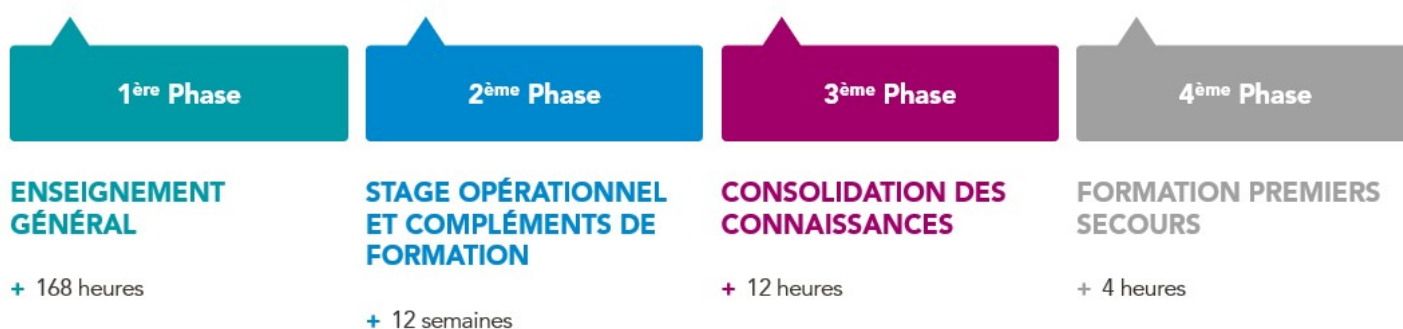 1ère Phase
2ème Phase
3ème Phase
4ème Phase
ENSEIGNEMENT
GÉNÉRAL
+ 168 heures
STAGE OPÉRATIONNEL
ET COMPLÉMENTS DE
FORMATION
+ 12 semaines
CONSOLIDATION DES
CONNAISSANCES
+ 12 heures
FORMATION PREMIERS
SECOURS
+ 4 heures